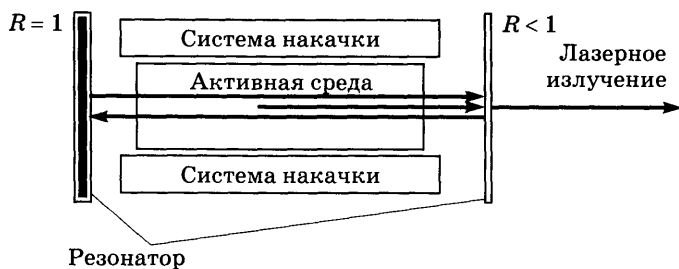 R = 1
Система накачки
R < 1
Лазерное
излучение
Активная среда
Система накачки
Резонатор